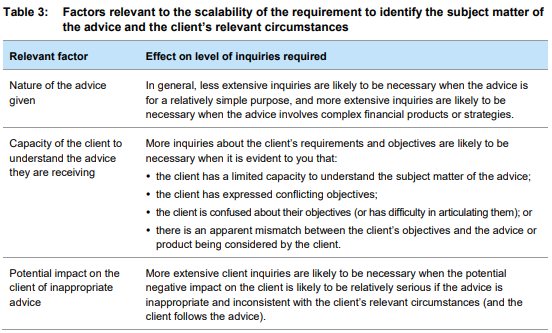 Table 3: Factors relevant to the scalability of the requirement to identify the subject matter of
the advice and the client’s relevant circumstances
Relevant factor Effect on level of inquiries required
Nature of the advice
given
In general, less extensive inquiries are likely to be necessary when the advice is
for a relatively simple purpose, and more extensive inquiries are likely to be
necessary when the advice involves complex financial products or strategies.
Capacity of the client to
understand the advice
they are receiving
More inquiries about the client’s requirements and objectives are likely to be
necessary when it is evident to you that:
• the client has a limited capacity to understand the subject matter of the advice;
• the client has expressed conflicting objectives;
• the client is confused about their objectives (or has difficulty in articulating them); or
• there is an apparent mismatch between the client’s objectives and the advice or
product being considered by the client.
Potential impact on the
client of inappropriate
advice
More extensive client inquiries are likely to be necessary when the potential
negative impact on the client is likely to be relatively serious if the advice is
inappropriate and inconsistent with the client’s relevant circumstances (and the
client follows the advice).